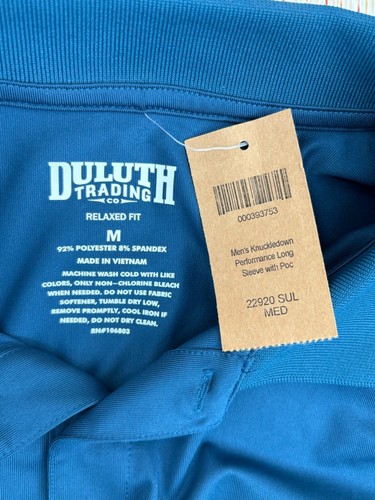 DULUTH
TRADING
CO
RELAXED FIT
M
92% POLYESTER 8% SPANDEX
MADE IN VIETNAM
MACHINE WASH COLD WITH LIKE
COLORS, ONLY NON-CHLORINE BLEACH
WHEN NEEDED. DO NOT USE FABRIC
SOFTENER, TUMBLE DRY LOW,
REMOVE PROMPTLY, COOL IRON IF
NEEDED, DO NOT DRY CLEAN.
RN#106803
000393753
Men's Knuckledown
Performance Long
Sleeve with Poc
22920 SUL
MED